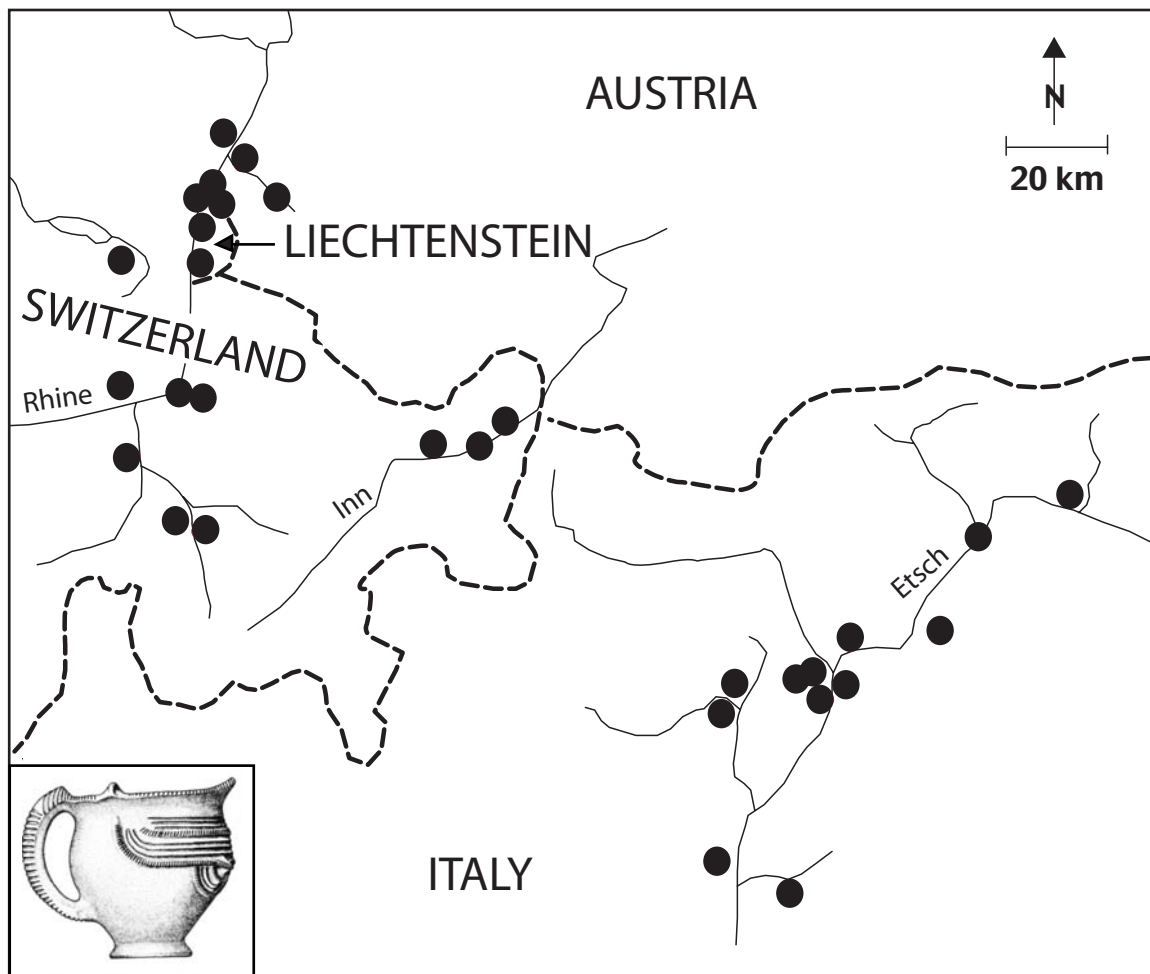 AUSTRIA
N
20 km
LIECHTENSTEIN
SWITZERLAND
Rhine
Inn
Etsch
ITALY